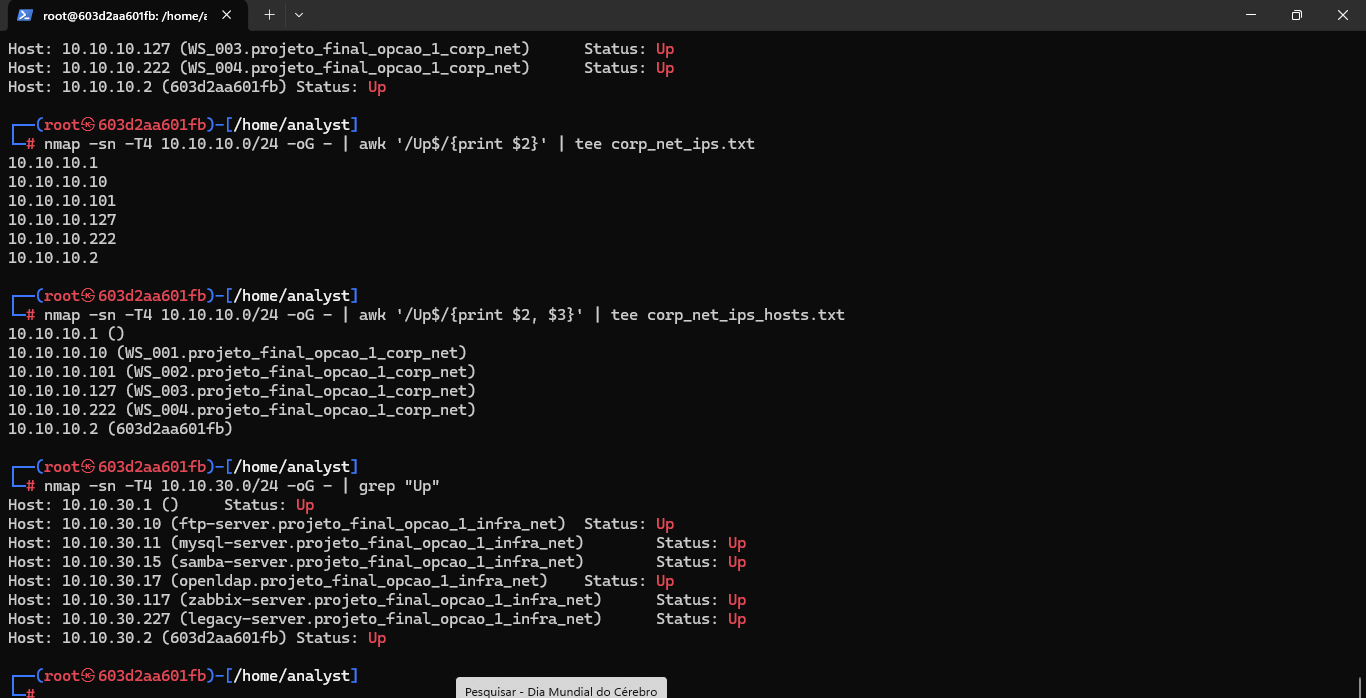 root@603d2aa601fb: /home/a
Host: 10.10.10.127 (WS_003.projeto_final_opcao_1_corp_net)      Status: Up
Host: 10.10.10.222 (WS_004.projeto_final_opcao_1_corp_net)      Status: Up
Host: 10.10.10.2 (603d2aa601fb) Status: Up
┌──(root㉿603d2aa601fb)-[/home/analyst]
└─# nmap -sn -T4 10.10.10.0/24 -oG - | awk '/Up$/{print $2}' | tee corp_net_ips.txt
10.10.10.1
10.10.10.10
10.10.10.101
10.10.10.127
10.10.10.222
10.10.10.2
┌──(root㉿603d2aa601fb)-[/home/analyst]
└─# nmap -sn -T4 10.10.10.0/24 -oG - | awk '/Up$/{print $2, $3}' | tee corp_net_ips_hosts.txt
10.10.10.1 ()
10.10.10.10 (WS_001.projeto_final_opcao_1_corp_net)
10.10.10.101 (WS_002.projeto_final_opcao_1_corp_net)
10.10.10.127 (WS_003.projeto_final_opcao_1_corp_net)
10.10.10.222 (WS_004.projeto_final_opcao_1_corp_net)
10.10.10.2 (603d2aa601fb)
┌──(root㉿603d2aa601fb)-[/home/analyst]
└─# nmap -sn -T4 10.10.30.0/24 -oG - | grep "Up"
Host: 10.10.30.1 ()     Status: Up
Host: 10.10.30.10 (ftp-server.projeto_final_opcao_1_infra_net)  Status: Up
Host: 10.10.30.11 (mysql-server.projeto_final_opcao_1_infra_net)        Status: Up
Host: 10.10.30.15 (samba-server.projeto_final_opcao_1_infra_net)        Status: Up
Host: 10.10.30.17 (openldap.projeto_final_opcao_1_infra_net)    Status: Up
Host: 10.10.30.117 (zabbix-server.projeto_final_opcao_1_infra_net)      Status: Up
Host: 10.10.30.227 (legacy-server.projeto_final_opcao_1_infra_net)      Status: Up
Host: 10.10.30.2 (603d2aa601fb) Status: Up
┌──(root㉿603d2aa601fb)-[/home/analyst]
└─#
Pesquisar - Dia Mundial do Cérebro